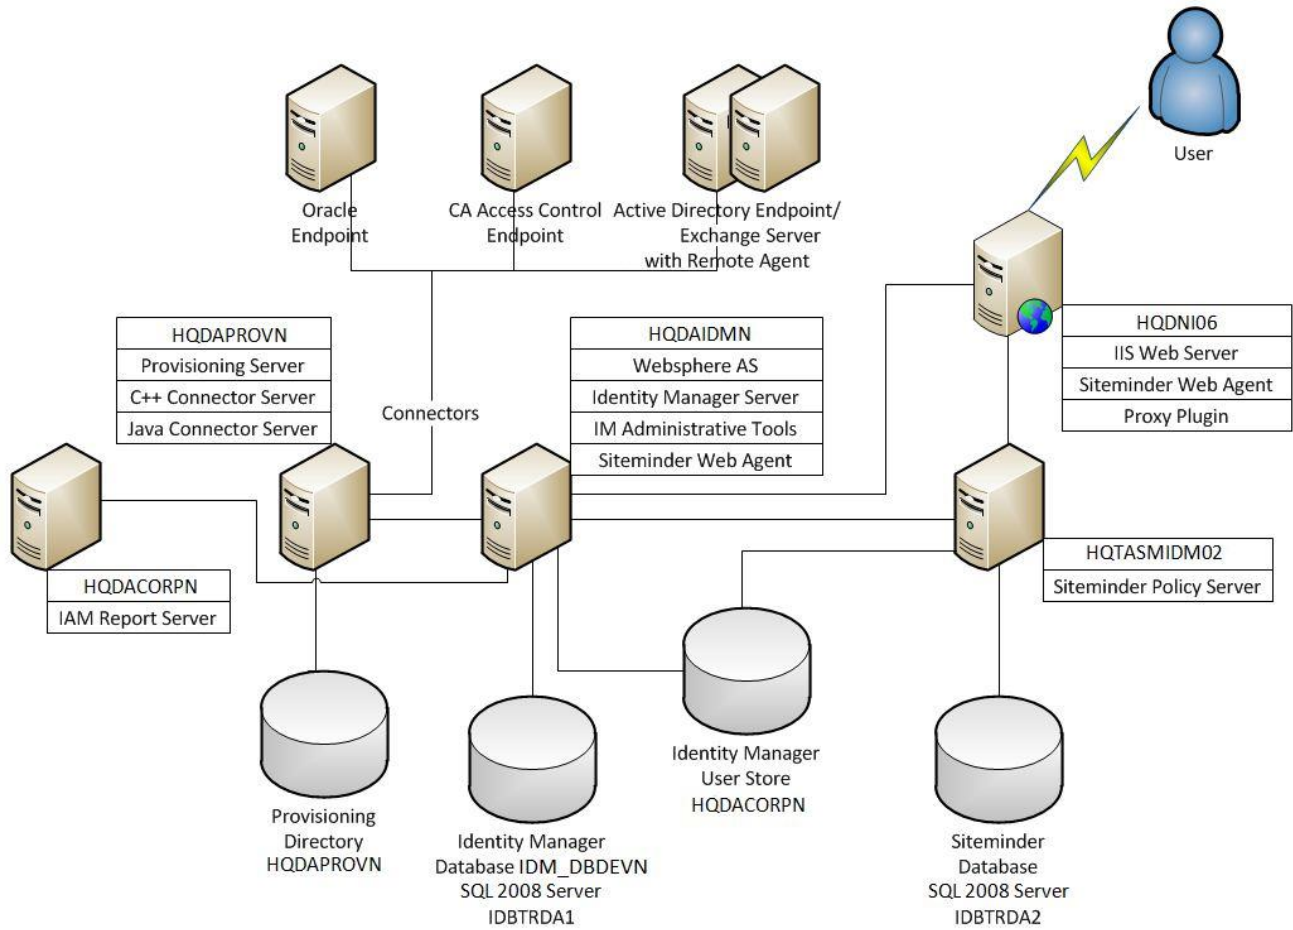 User
Oracle
Endpoint
CA Access Control
Endpoint
Active Directory Endpoint/
Exchange Server
with Remote Agent
HQDNI06
IIS Web Server
Siteminder Web Agent
Proxy Plugin
HQDAPROVN
Provisioning Server
C++ Connector Server
Java Connector Server
Connectors
HQDAIDMN
Websphere AS
Identity Manager Server
IM Administrative Tools
Siteminder Web Agent
HQDACORPN
IAM Report Server
HQTASMIDM02
Siteminder Policy Server
Provisioning
Directory
HQDAPROVN
Identity Manager
Database IDM_DBDEVN
SQL 2008 Server
IDBTRDA1
Identity Manager
User Store
HQDACORPN
Siteminder
Database
SQL 2008 Server
IDBTRDA2